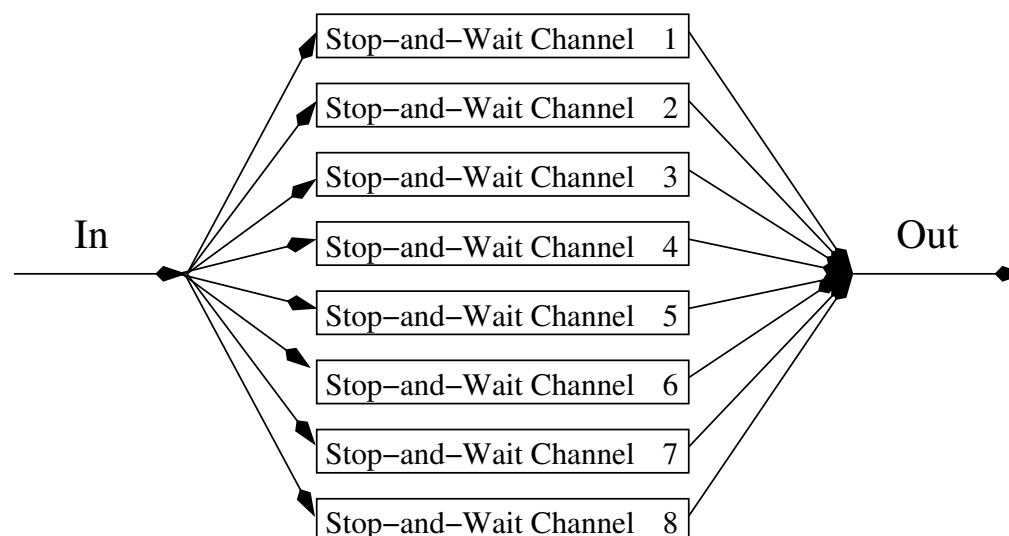 Stop−and−Wait Channel 1
Stop−and−Wait Channel 2
Stop−and−Wait Channel 3
In
Stop−and−Wait Channel 4
Out
Stop−and−Wait Channel 5
Stop−and−Wait Channel 6
Stop−and−Wait Channel 7
Stop−and−Wait Channel 8